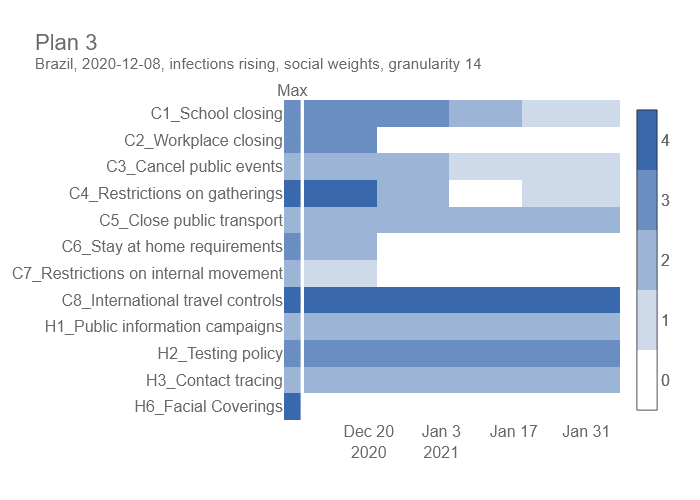 Plan 3
Brazil, 2020-12-08, infections rising, social weights, granularity 14
Max
C1_School closing
C2_Workplace closing
C3_Cancel public events
C4_Restrictions on gatherings
C5_Close public transport
C6_Stay at home requirements
C7_Restrictions on internal movement
C8_International travel controls
H1_Public information campaigns
H2_Testing policy
H3_Contact tracing
H6_Facial Coverings
Dec 20 Jan 3 Jan 17 Jan 31
2020 2021
4
3
2
1
0